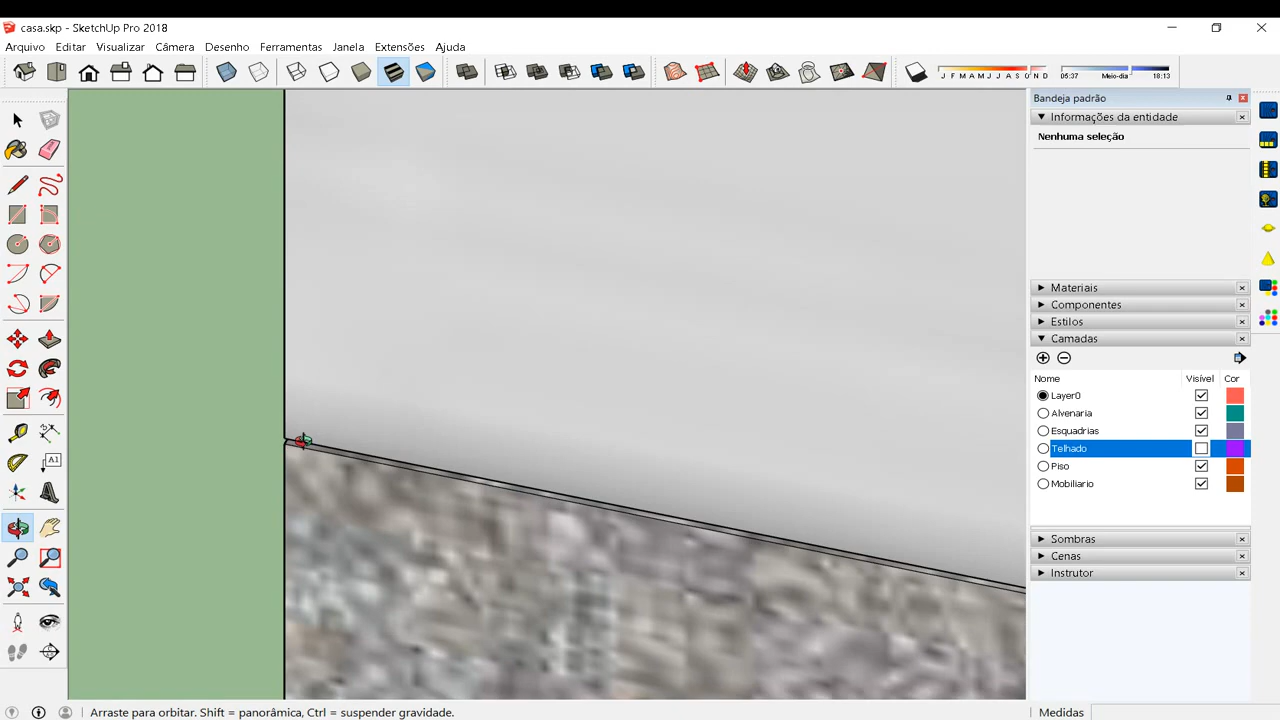 casa.skp - SketchUp Pro 2018
Arquivo Editar Visualizar Câmera Desenho Ferramentas Janela Extensões Ajuda
J F M A M J J A S O N D
05:37 Meio-dia 18:13
Bandeja padrão
Informações da entidade
Nenhuma seleção
A1
Materiais
Componentes
Estilos
Camadas
Nome Visível Cor
Layer0
Alvenaria
Esquadrias
Telhado
Piso
Mobiliario
Sombras
Cenas
Instrutor
Arraste para orbitar. Shift = panorâmica, Ctrl = suspender gravidade.
Medidas